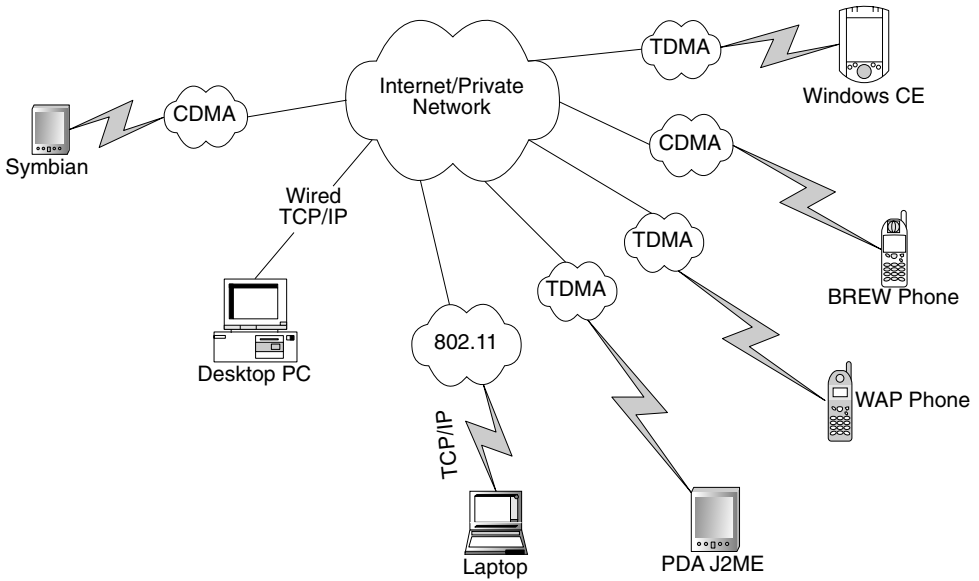 TDMA
Internet/Private
Network
Windows CE
CDMA
CDMA
Symbian
Wired
TCP/IP
TDMA
TDMA
BREW Phone
802.11
Desktop PC
WAP Phone
TCP/IP
Laptop
PDA J2ME